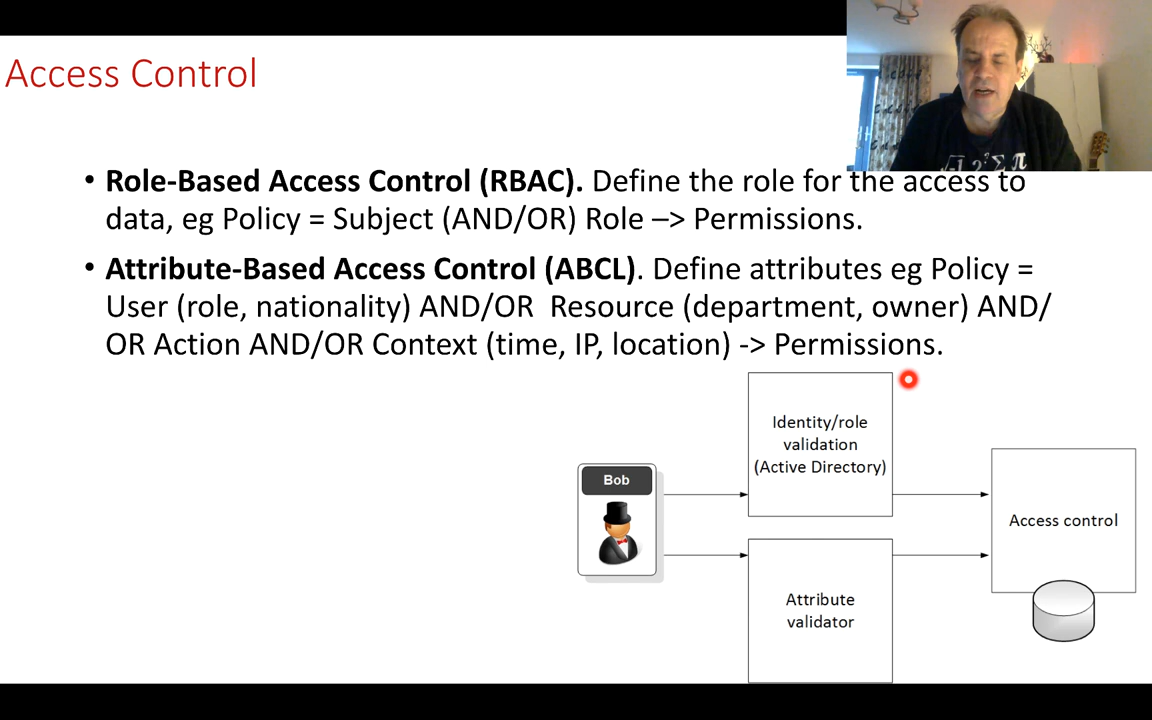 Access Control
• Role-Based Access Control (RBAC). Define the role for the access to
data, eg Policy = Subject (AND/OR) Role –> Permissions.
• Attribute-Based Access Control (ABCL). Define attributes eg Policy =
User (role, nationality) AND/OR Resource (department, owner) AND/
OR Action AND/OR Context (time, IP, location) -> Permissions.
Identity/role
validation
(Active Directory)
Bob
Access control
Attribute
validator